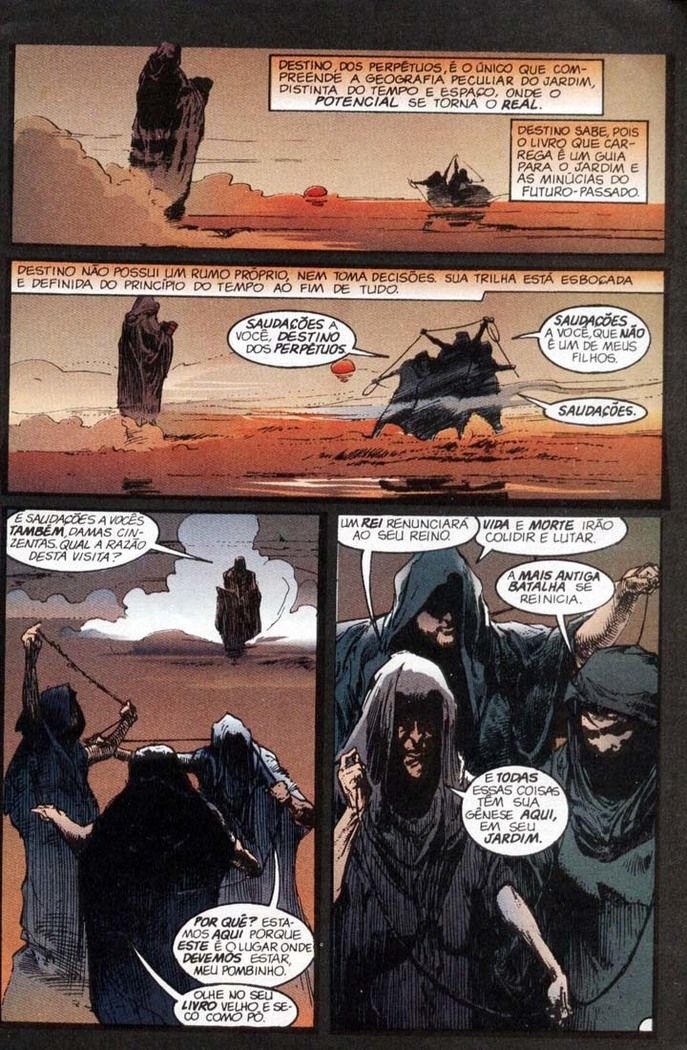 DESTINO, DOS PERPÉTUOS, É O ÚNICO QUE COM-
PREENDE A GEOGRAFIA PECULIAR DO JARDIM,
DISTINTA DO TEMPO E ESPAÇO, ONDE O
POTENCIAL SE TORNA O REAL.
DESTINO SABE, POIS
O LIVRO QUE CAR-
REGA É UM GUIA
PARA O JARDIM E
AS MINÚCIAS DO
FUTURO-PASSADO.
DESTINO NÃO POSSUI UM RUMO PRÓPRIO, NEM TOMA DECISÕES. SUA TRILHA ESTÁ ESBOÇADA
E DEFINIDA DO PRINCÍPIO DO TEMPO AO FIM DE TUDO.
SAUDAÇÕES A
VOCÊ, DESTINO
DOS PERPÉTUOS.
SAUDAÇÕES
A VOCÊ, QUE NÃO
É UM DE MEUS
FILHOS.
SAUDAÇÕES.
E SAUDAÇÕES A VOCÊS
TAMBÉM, DAMAS CIN-
ZENTAS. QUAL A RAZÃO
DESTA VISITA?
POR QUÊ? ESTA-
MOS AQUI PORQUE
ESTE É O LUGAR ONDE
DEVEMOS ESTAR,
MEU POMBINHO.
OLHE NO SEU
LIVRO VELHO E SE-
CO COMO PÓ.
UM REI RENUNCIARÁ
AO SEU REINO.
VIDA E MORTE IRÃO
COLIDIR E LUTAR.
A MAIS ANTIGA
BATALHA SE
REINICIA.
E TODAS
ESSAS COISAS
TÊM SUA
GÊNESE AQUI,
EM SEU
JARDIM.